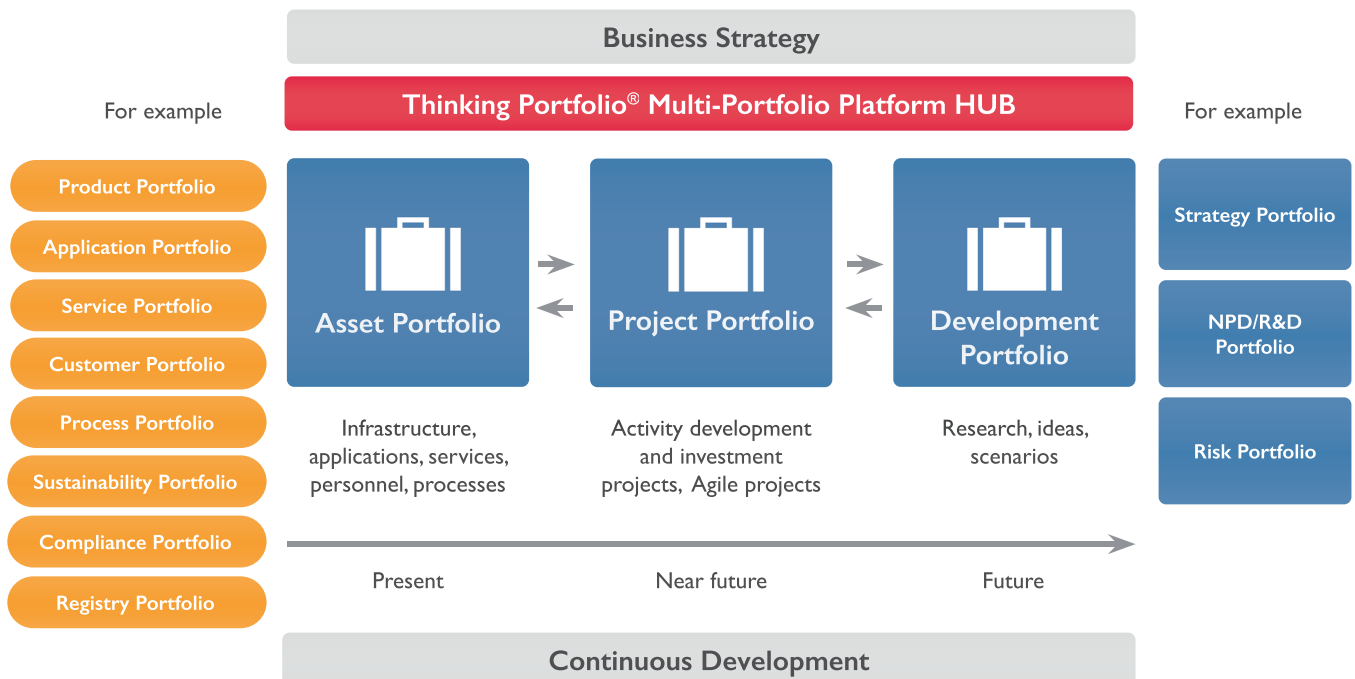 Business Strategy
Thinking Portfolio® Multi-Portfolio Platform HUB
For example
Product Portfolio
Application Portfolio
Service Portfolio
Customer Portfolio
Process Portfolio
Sustainability Portfolio
Compliance Portfolio
Registry Portfolio
Asset Portfolio
Infrastructure,
applications, services,
personnel, processes
Project Portfolio
Activity development
and investment
projects, Agile projects
Development
Portfolio
Research, ideas,
scenarios
Present
Near future
Future
For example
Strategy Portfolio
NPD/R&D
Portfolio
Risk Portfolio
Continuous Development